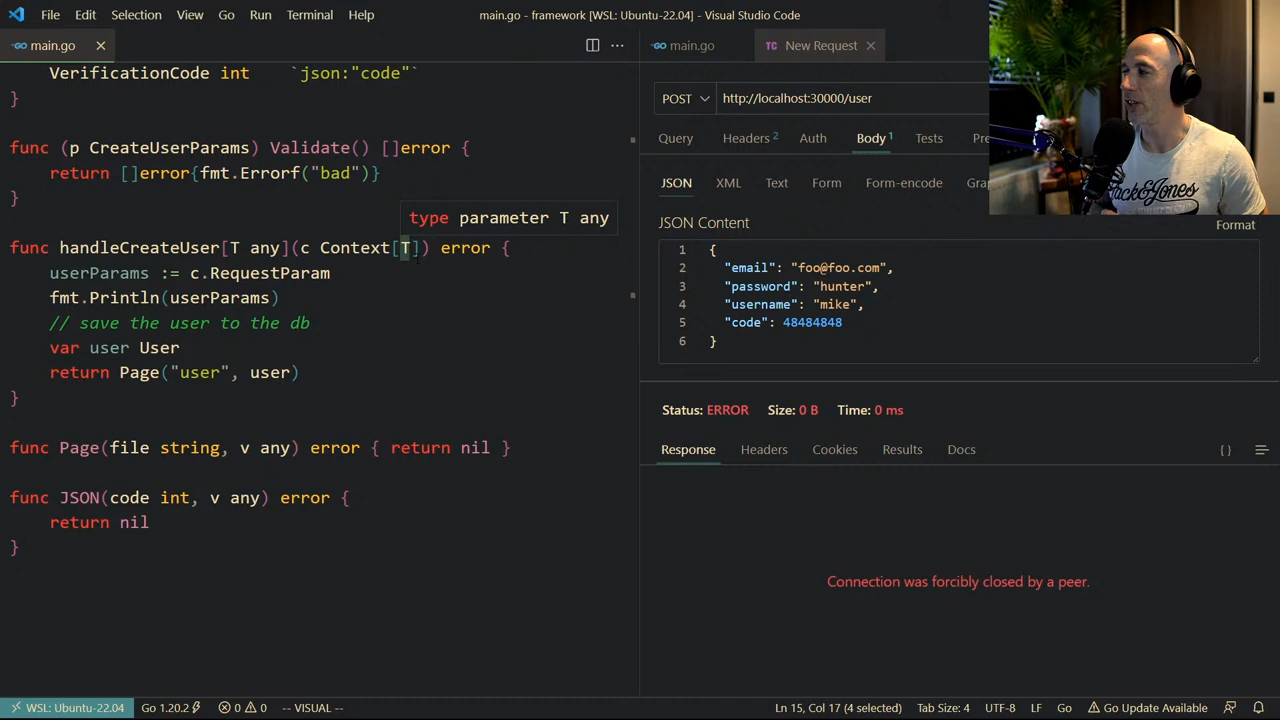 File Edit Selection View Go Run Terminal Help
main.go - framework [WSL: Ubuntu-22.04] - Visual Studio Code
main.go
VerificationCode int `json:"code"`
}
func (p CreateUserParams) Validate() []error {
return []error{fmt.Errorf("bad")}
}
type parameter T any
func handleCreateUser[T any](c Context[T]) error {
userParams := c.RequestParam
fmt.Println(userParams)
// save the user to the db
var user User
return Page("user", user)
}
func Page(file string, v any) error { return nil }
func JSON(code int, v any) error {
return nil
}
main.go
TC New Request
POST http://localhost:30000/user
Query Headers 2 Auth Body 1 Tests Pre
JSON XML Text Form Form-encode Gra
JSON Content
Format
1 {
2 "email": "foo@foo.com",
3 "password": "hunter",
4 "username": "mike",
5 "code": 48484848
6 }
Status: ERROR Size: 0 B Time: 0 ms
Response Headers Cookies Results Docs
{ }
Connection was forcibly closed by a peer.
JACK & JONES
WSL: Ubuntu-22.04 Go 1.20.2 0 0 -- VISUAL -- Ln 15, Col 17 (4 selected) Tab Size: 4 UTF-8 LF Go Go Update Available